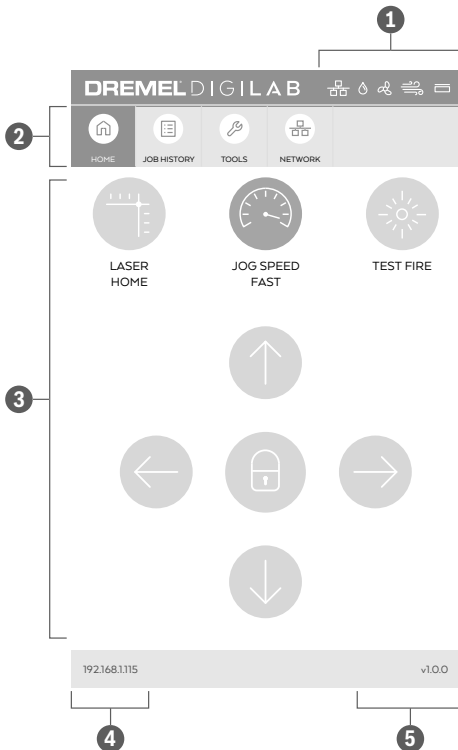 1
DREMEL DIGILAB
2
HOME
JOB HISTORY
TOOLS
NETWORK
LASER
HOME
JOG SPEED
FAST
TEST FIRE
3
192.168.1.115
v1.0.0
4
5